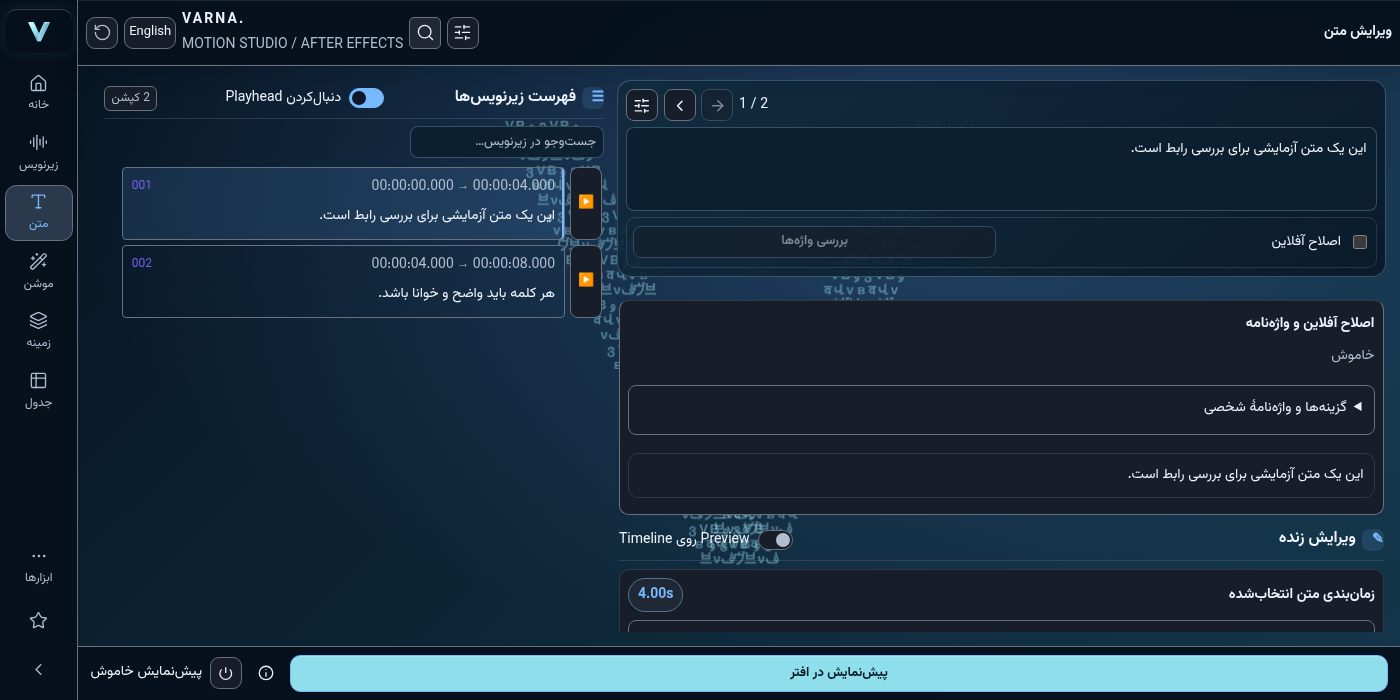 ویرایش متن
VARNA.
MOTION STUDIO / AFTER EFFECTS
English
خانه
زیرنویس
متن
موشن
زمینه
جدول
ابزارها
1 / 2
این یک متن آزمایشی برای بررسی رابط است.
اصلاح آفلاین
بررسی واژه‌ها
اصلاح آفلاین و واژه‌نامه
خاموش
گزینه‌ها و واژه‌نامهٔ شخصی
این یک متن آزمایشی برای بررسی رابط است.
ویرایش زنده
Preview روی Timeline
زمان‌بندی متن انتخاب‌شده
4.00s
فهرست زیرنویس‌ها
دنبال‌کردن Playhead
2 کپشن
جست‌وجو در زیرنویس...
001
00:00:00.000 → 00:00:04.000
این یک متن آزمایشی برای بررسی رابط است.
002
00:00:04.000 → 00:00:08.000
هر کلمه باید واضح و خوانا باشد.
پیش‌نمایش در افتر
پیش‌نمایش خاموش